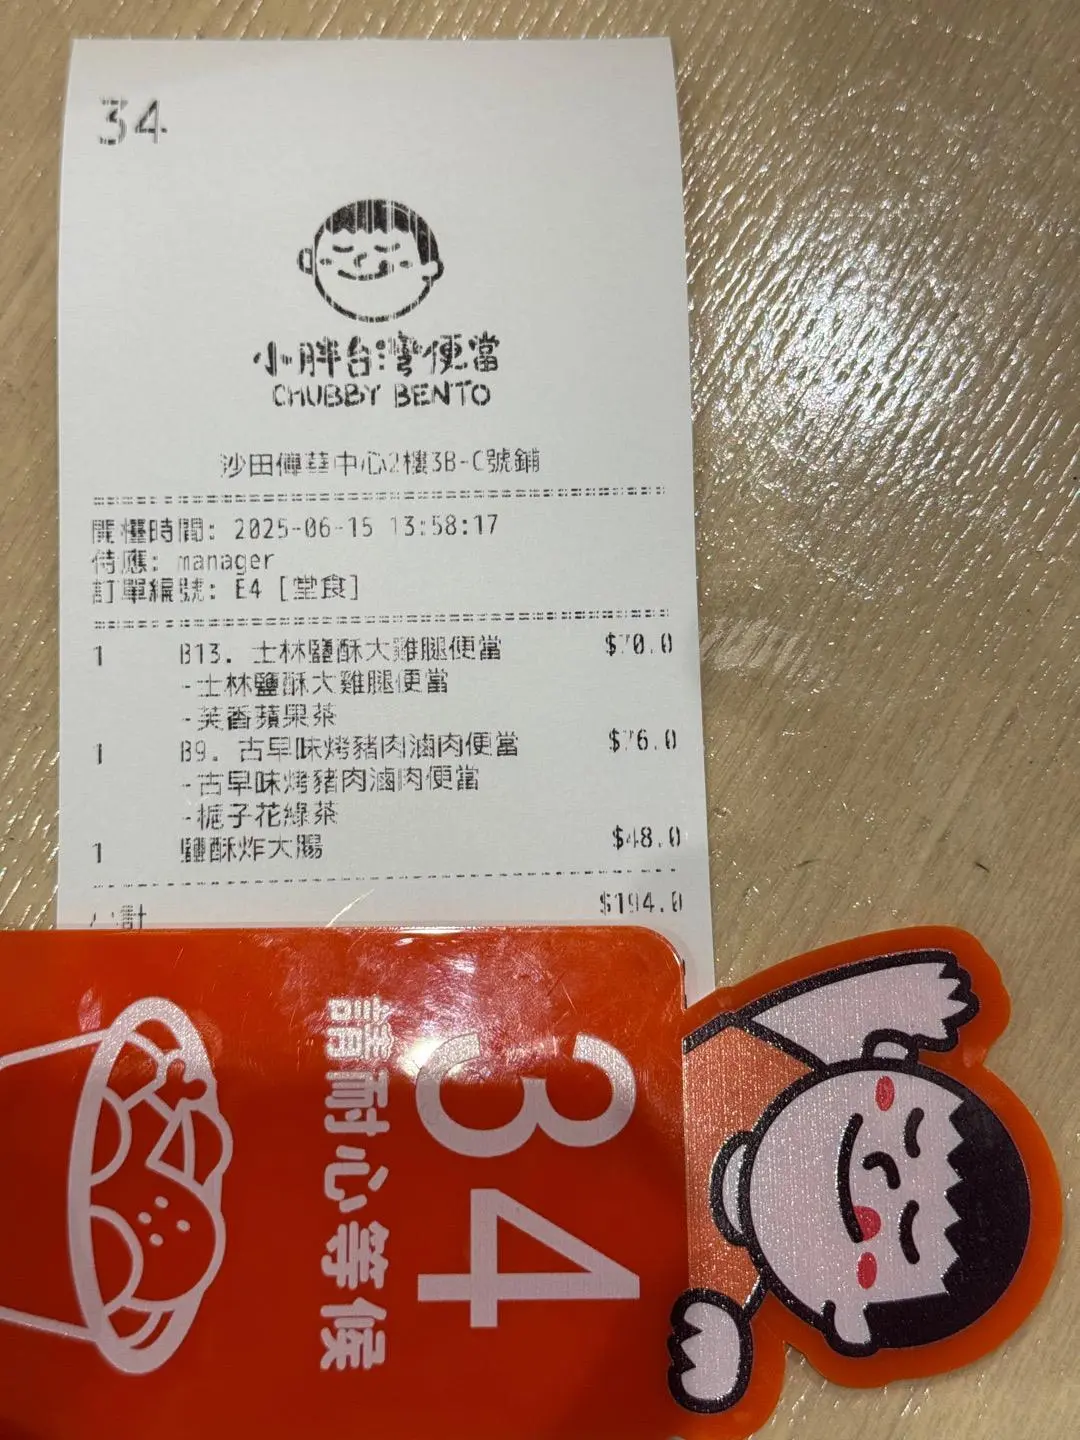 34
小胖台灣便當
CHUBBY BENTO
沙田傳華中心2樓3B-C號鋪
開檯時間: 2025-06-15 13:58:17
侍應: manager
訂單編號: E4 [堂食]
1 B13. 士林鹽酥大雞腿便當 $70.0
-士林鹽酥大雞腿便當
-芙香蘋果茶
1 B9. 古早味烤豬肉滷肉便當 $76.0
-古早味烤豬肉滷肉便當
-梔子花綠茶
1 鹽酥炸大腸 $48.0
小計 $194.0
34
請耐心等候